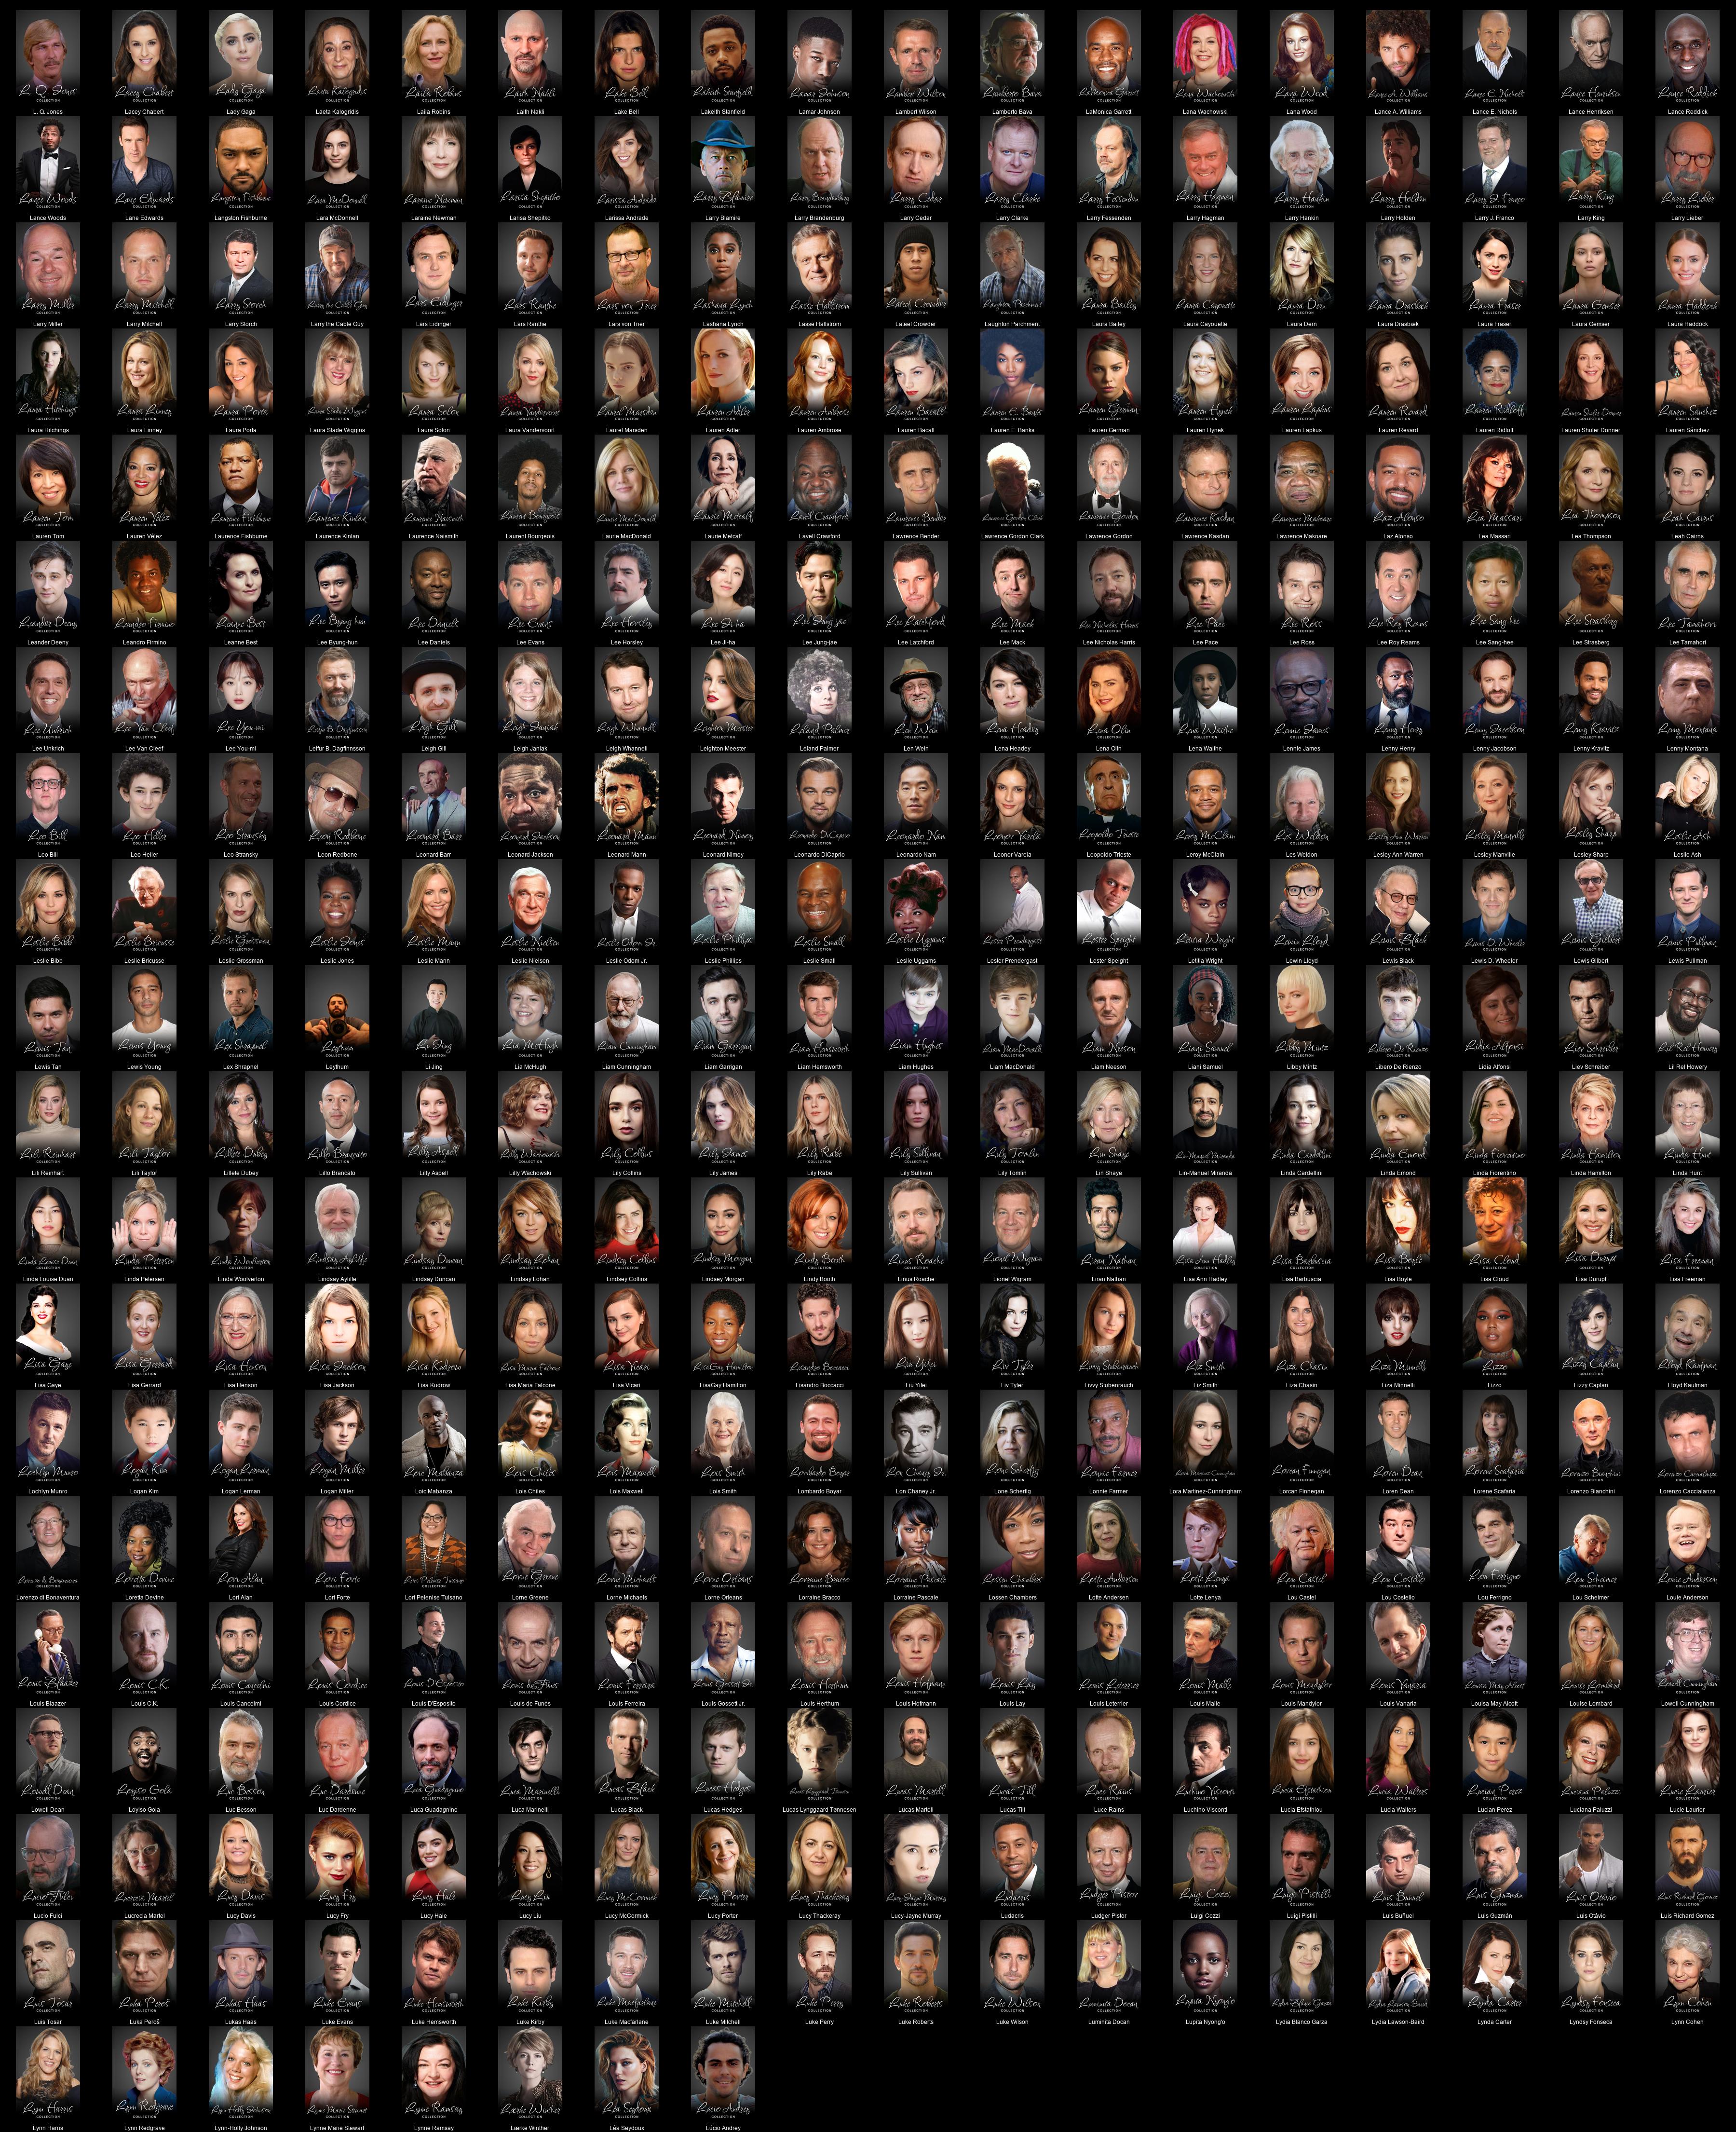 L. Q. Jones Lacey Chabert Lady Gaga Laeta Kalogridis Laila Robins Laith Nakli Lake Bell Lakeith Stanfield Lamar Johnson Lambert Wilson Lamberto Bava LaMonica Garrett Lana Wachowski Lana Wood Lance A. Williams Lance E. Nichols Lance Henriksen Lance Reddick
Lance Woods Lane Edwards Langston Fishburne Lara McDonnell Laraine Newman Larisa Shepitko Larissa Andrade Larry Blamire Larry Brandenburg Larry Cedar Larry Clarke Larry Fessenden Larry Hagman Larry Hankin Larry Holden Larry J. Franco Larry King Larry Lieber
Larry Miller Larry Mitchell Larry Storch Larry the Cable Guy Lars Eidinger Lars Ranthe Lars von Trier Lashana Lynch Lasse Hallström Lateef Crowder Laughton Parchment Laura Bailey Laura Cayouette Laura Dern Laura Drasbæk Laura Fraser Laura Gemser Laura Haddock
Laura Hitchings Laura Linney Laura Porta Laura Slade Wiggins Laura Solon Laura Vandervoort Laurel Marsden Lauren Adler Lauren Ambrose Lauren Bacall Lauren E. Banks Lauren German Lauren Hynek Lauren Lapkus Lauren Revard Lauren Ridloff Lauren Shuler Donner Lauren Sánchez
Lauren Tom Lauren Vélez Laurence Fishburne Laurence Kinlan Laurence Naismith Laurent Bourgeois Laurie MacDonald Laurie Metcalf Lavell Crawford Lawrence Bender Lawrence Gordon Clark Lawrence Gordon Lawrence Kasdan Lawrence Makoare Laz Alonso Lea Massari Lea Thompson Leah Cairns
Leander Deeny Leandro Firmino Leanne Best Lee Byung-hun Lee Daniels Lee Evans Lee Horsley Lee Ji-ha Lee Jung-jae Lee Latchford Lee Mack Lee Nicholas Harris Lee Pace Lee Ross Lee Roy Reams Lee Sang-hee Lee Strasberg Lee Tamahori
Lee Unkrich Lee Van Cleef Lee You-mi Leifur B. Dagfinnsson Leigh Gill Leigh Janiak Leigh Whannell Leighton Meester Leland Palmer Len Wein Lena Headey Lena Olin Lena Waithe Lennie James Lenny Henry Lenny Jacobson Lenny Kravitz Lenny Montana
Leo Bill Leo Heller Leo Stransky Leon Redbone Leonard Barr Leonard Jackson Leonard Mann Leonard Nimoy Leonardo DiCaprio Leonardo Nam Leonor Varela Leopoldo Trieste Leroy McClain Les Weldon Lesley Ann Warren Lesley Manville Lesley Sharp Leslie Ash
Leslie Bibb Leslie Bricusse Leslie Grossman Leslie Jones Leslie Mann Leslie Nielsen Leslie Odom Jr. Leslie Phillips Leslie Small Leslie Uggams Lester Prendergast Lester Speight Letitia Wright Lewin Lloyd Lewis Black Lewis D. Wheeler Lewis Gilbert Lewis Pullman
Lewis Tan Lewis Young Lex Shrapnel Leythum Li Jing Lia McHugh Liam Cunningham Liam Garrigan Liam Hemsworth Liam Hughes Liam MacDonald Liam Neeson Liani Samuel Libby Mintz Libero De Rienzo Lidia Alfonsi Liev Schreiber Lil Rel Howery
Lili Reinhart Lili Taylor Lillete Dubey Lillo Brancato Lilly Aspell Lilly Wachowski Lily Collins Lily James Lily Rabe Lily Sullivan Lily Tomlin Lin Shaye Lin-Manuel Miranda Linda Cardellini Linda Emond Linda Fiorentino Linda Hamilton Linda Hunt
Linda Louise Duan Linda Petersen Linda Woolverton Lindsay Ayliffe Lindsay Duncan Lindsay Lohan Lindsey Collins Lindsey Morgan Lindy Booth Linus Roache Lionel Wigram Liran Nathan Lisa Ann Hadley Lisa Barbuscia Lisa Boyle Lisa Cloud Lisa Durupt Lisa Freeman
Lisa Gaye Lisa Gerrard Lisa Henson Lisa Jackson Lisa Kudrow Lisa Maria Falcone Lisa Vicari LisaGay Hamilton Lisandro Boccacci Liu Yifei Liv Tyler Livvy Stubenrauch Liz Smith Liza Chasin Liza Minnelli Lizzo Lizzy Caplan Lloyd Kaufman
Lochlyn Munro Logan Kim Logan Lerman Logan Miller Loic Mabanza Lois Chiles Lois Maxwell Lois Smith Lombardo Boyar Lon Chaney Jr. Lone Scherfig Lonnie Farmer Lora Martinez-Cunningham Lorcan Finnegan Loren Dean Lorene Scafaria Lorenzo Bianchini Lorenzo Caccialanza
Lorenzo di Bonaventura Loretta Devine Lori Alan Lori Forte Lori Pelenise Tuisano Lorne Greene Lorne Michaels Lorne Orleans Lorraine Bracco Lorraine Pascale Lossen Chambers Lotte Andersen Lotte Lenya Lou Castel Lou Costello Lou Ferrigno Lou Scheimer Louie Anderson
Louis Blaazer Louis C.K. Louis Cancelmi Louis Cordice Louis D'Esposito Louis de Funès Louis Ferreira Louis Gossett Jr. Louis Herthum Louis Hofmann Louis Lay Louis Leterrier Louis Malle Louis Mandylor Louis Vanaria Louisa May Alcott Louise Lombard Lowell Cunningham
Lowell Dean Loyiso Gola Luc Besson Luc Dardenne Luca Guadagnino Luca Marinelli Lucas Black Lucas Hedges Lucas Lynggaard Tønnesen Lucas Martell Lucas Till Luce Rains Luchino Visconti Lucia Efstathiou Lucia Walters Lucian Perez Luciana Paluzzi Lucie Laurier
Lucio Fulci Lucrecia Martel Lucy Davis Lucy Fry Lucy Hale Lucy Liu Lucy McCormick Lucy Porter Lucy Thackeray Lucy-Jayne Murray Ludacris Ludger Pistor Luigi Cozzi Luigi Pistilli Luis Buñuel Luis Guzmán Luis Otávio Luis Richard Gomez
Luis Tosar Luka Peroš Lukas Haas Luke Evans Luke Hemsworth Luke Kirby Luke Macfarlane Luke Mitchell Luke Perry Luke Roberts Luke Wilson Luminita Docan Lupita Nyong'o Lydia Blanco Garza Lydia Lawson-Baird Lynda Carter Lyndsy Fonseca Lynn Cohen
Lynn Harris Lynn Redgrave Lynn-Holly Johnson Lynne Marie Stewart Lynne Ramsay Lærke Winther Léa Seydoux Lúcio Andrey